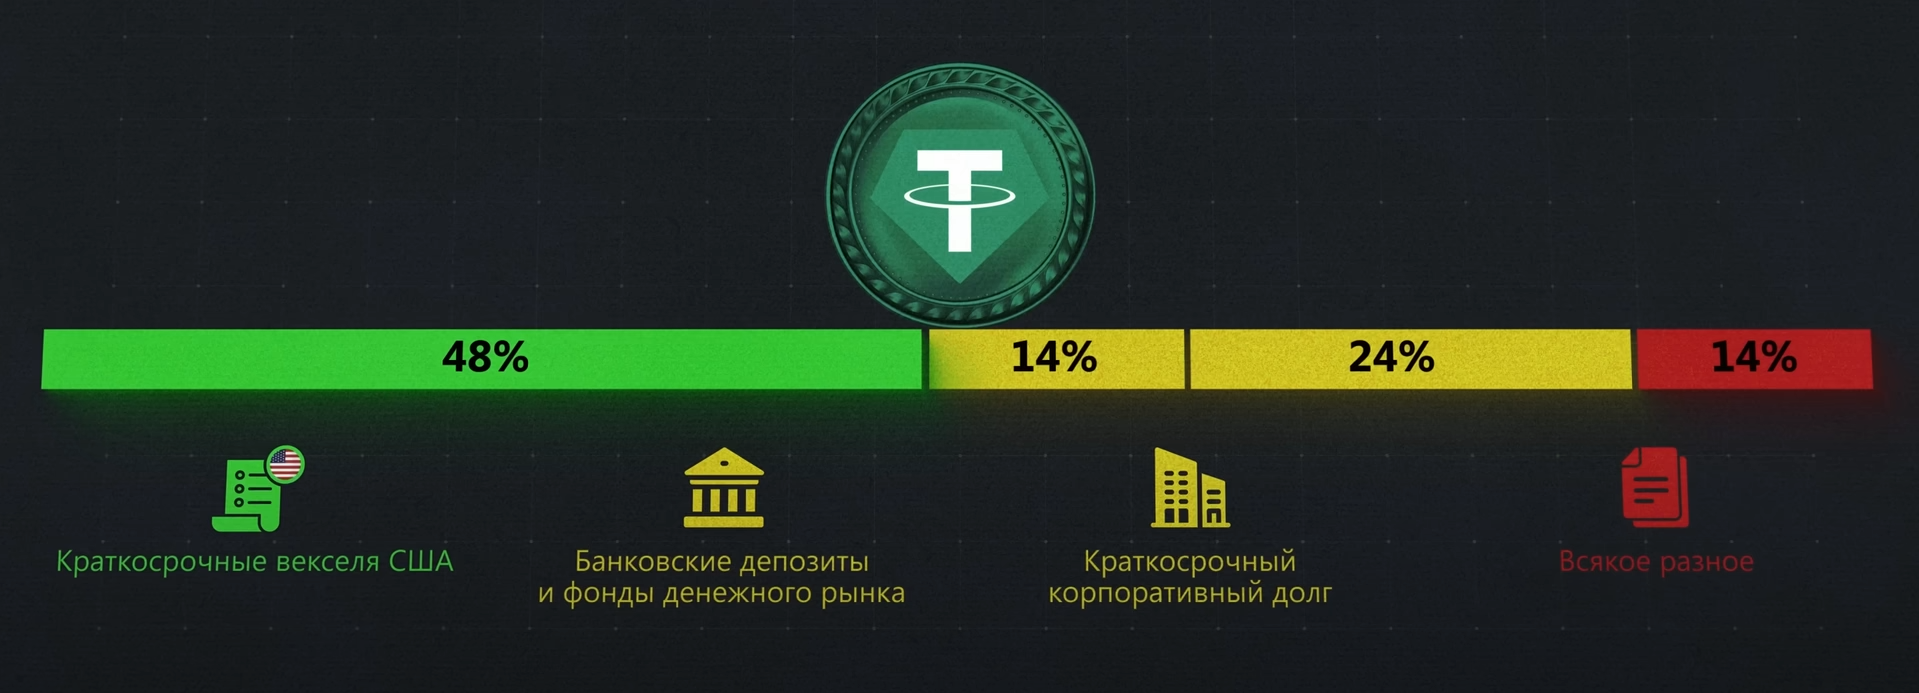 48%
14%
24%
14%
Краткосрочные векселя США
Банковские депозиты
и фонды денежного рынка
Краткосрочный
корпоративный долг
Всякое разное